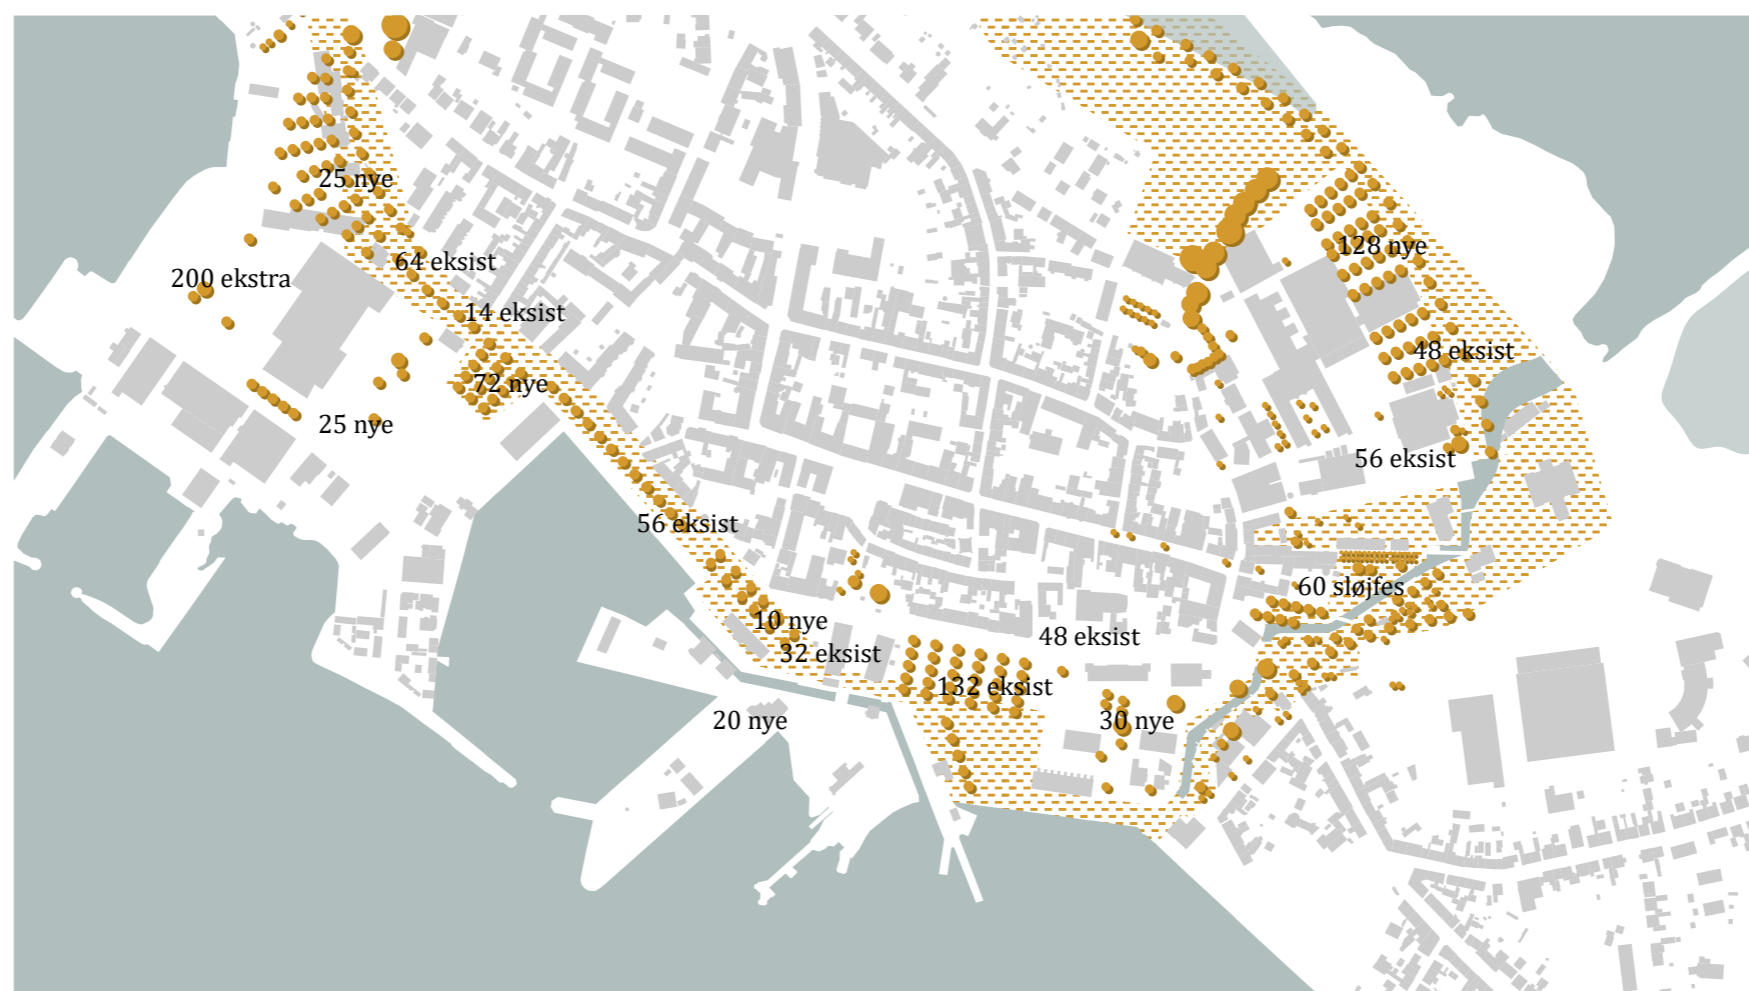 25 nye
128 nye
64 eksist
200 ekstra
14 eksist
48 eksist
72 nye
25 nye
56 eksist
56 eksist
60 sløjfes
10 nye
48 eksist
32 eksist
132 eksist
20 nye
30 nye